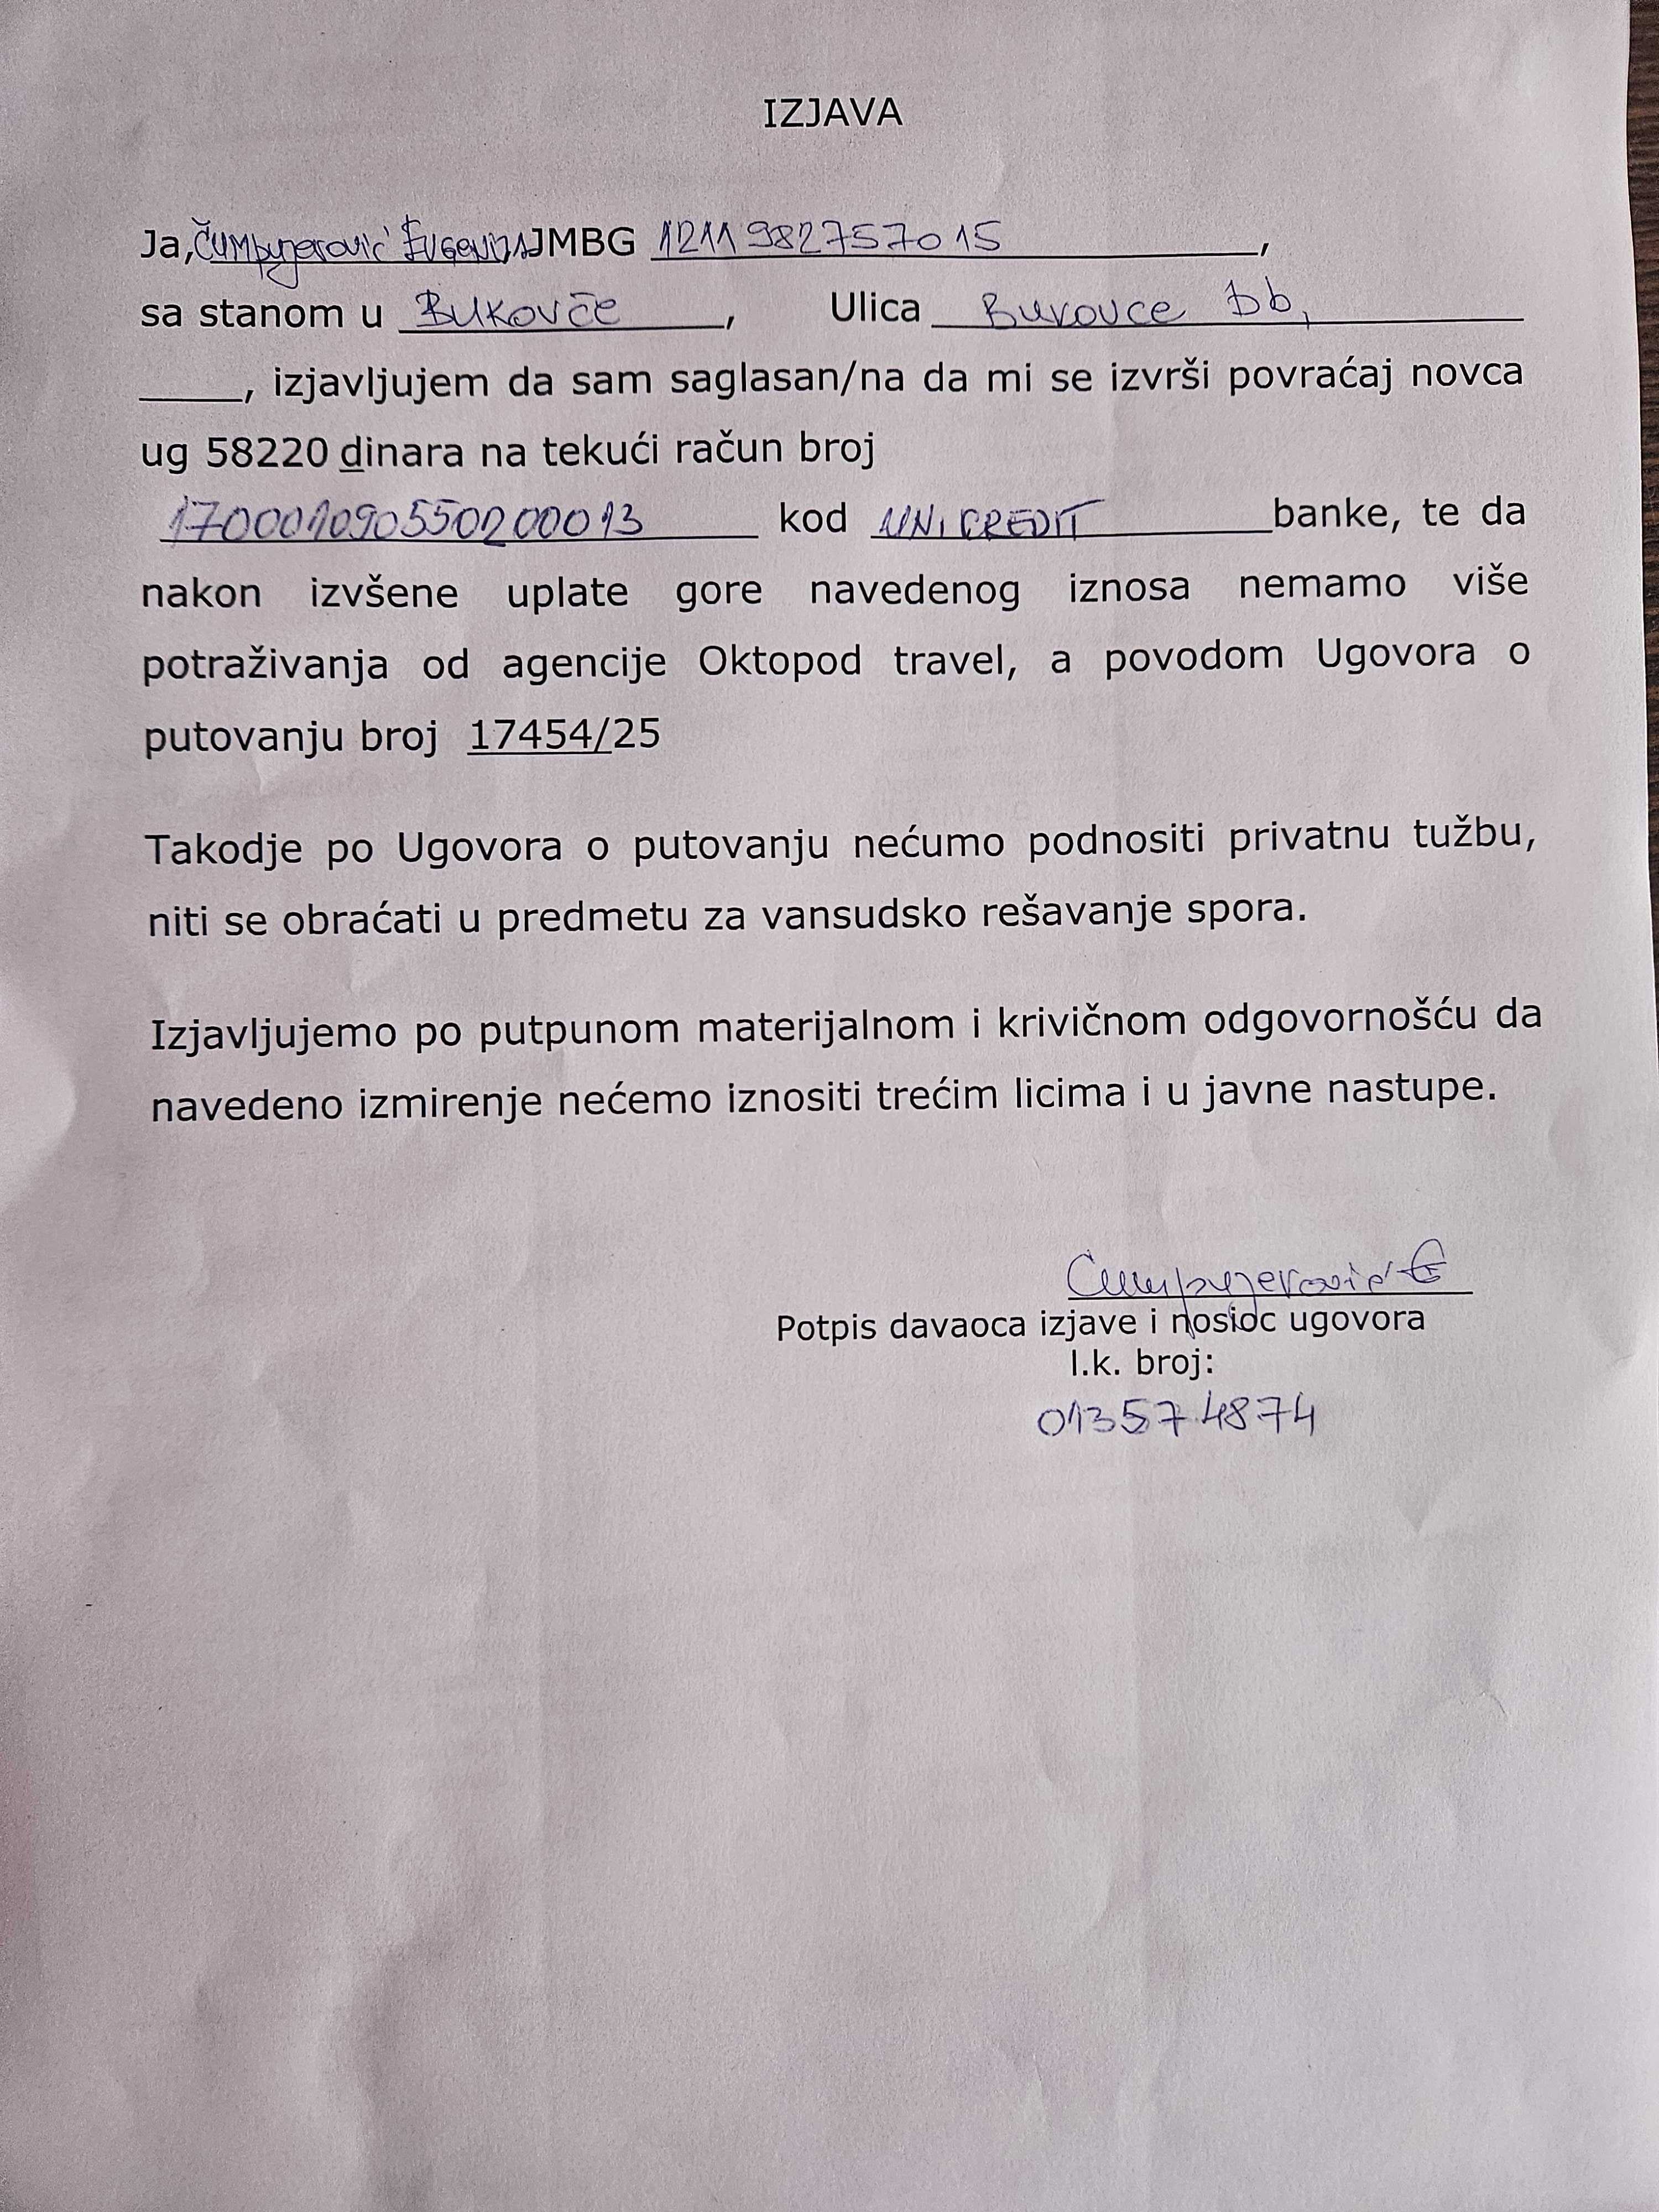 IZJAVA
Ja, Čumpujerović Eugenija, JMBG 1211982757015,
sa stanom u Bukovče, Ulica Bukovce bb,
_____, izjavljujem da sam saglasan/na da mi se izvrši povraćaj novca
ug 58220 dinara na tekući račun broj
170001090550200013 kod UNICREDIT banke, te da
nakon izvšene uplate gore navedenog iznosa nemamo više
potraživanja od agencije Oktopod travel, a povodom Ugovora o
putovanju broj 17454/25
Takodje po Ugovora o putovanju nećumo podnositi privatnu tužbu,
niti se obraćati u predmetu za vansudsko rešavanje spora.
Izjavljujemo po putpunom materijalnom i krivičnom odgovornošću da
navedeno izmirenje nećemo iznositi trećim licima i u javne nastupe.
Čumpujerović E
Potpis davaoca izjave i nosioc ugovora
l.k. broj:
013574874